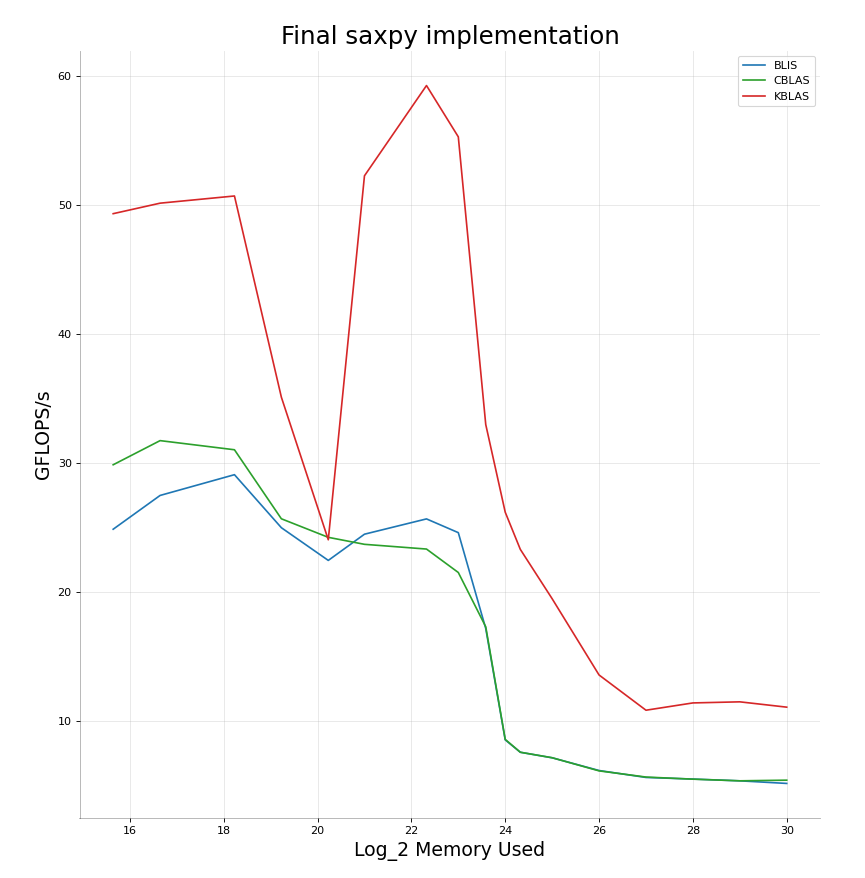 Final saxpy implementation
BLIS
CBLAS
KBLAS
GFLOPS/s
60
50
40
30
20
10
16 18 20 22 24 26 28 30
Log_2 Memory Used